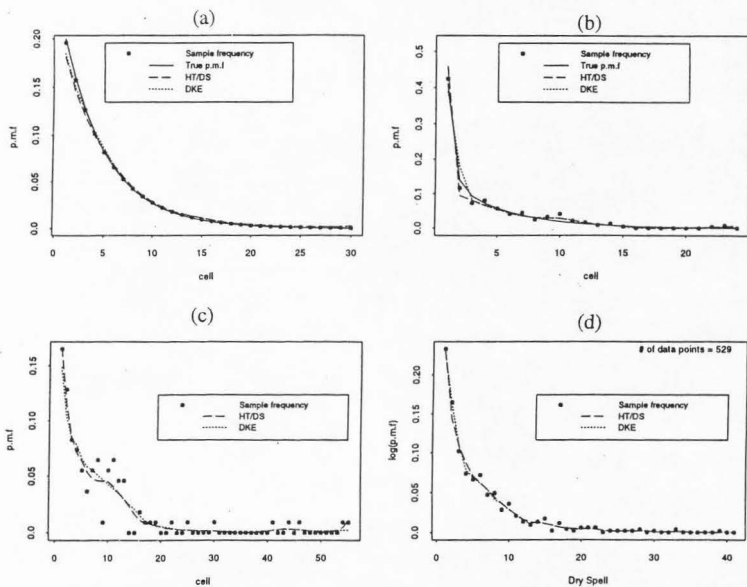 (a)
Sample frequency
True p.m.f
HT/DS
DKE
p.m.f
0.0
0.05
0.10
0.15
0.20
0 5 10 15 20 25 30
cell
(b)
Sample frequency
True p.m.f
HT/DS
DKE
p.m.f
0.0
0.1
0.2
0.3
0.4
0.5
5 10 15 20
cell
(c)
Sample frequency
HT/DS
DKE
p.m.f
0.0
0.05
0.10
0.15
0 10 20 30 40 50
cell
(d)
# of data points = 529
Sample frequency
HT/DS
DKE
log(p.m.f)
0.0
0.05
0.10
0.15
0.20
0 10 20 30 40
Dry Spell